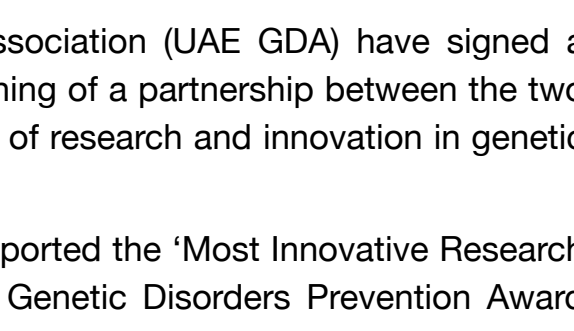 ssociation (UAE GDA) have signed a
ning of a partnership between the two
of research and innovation in genetic
ported the ‘Most Innovative Research
Genetic Disorders Prevention Award